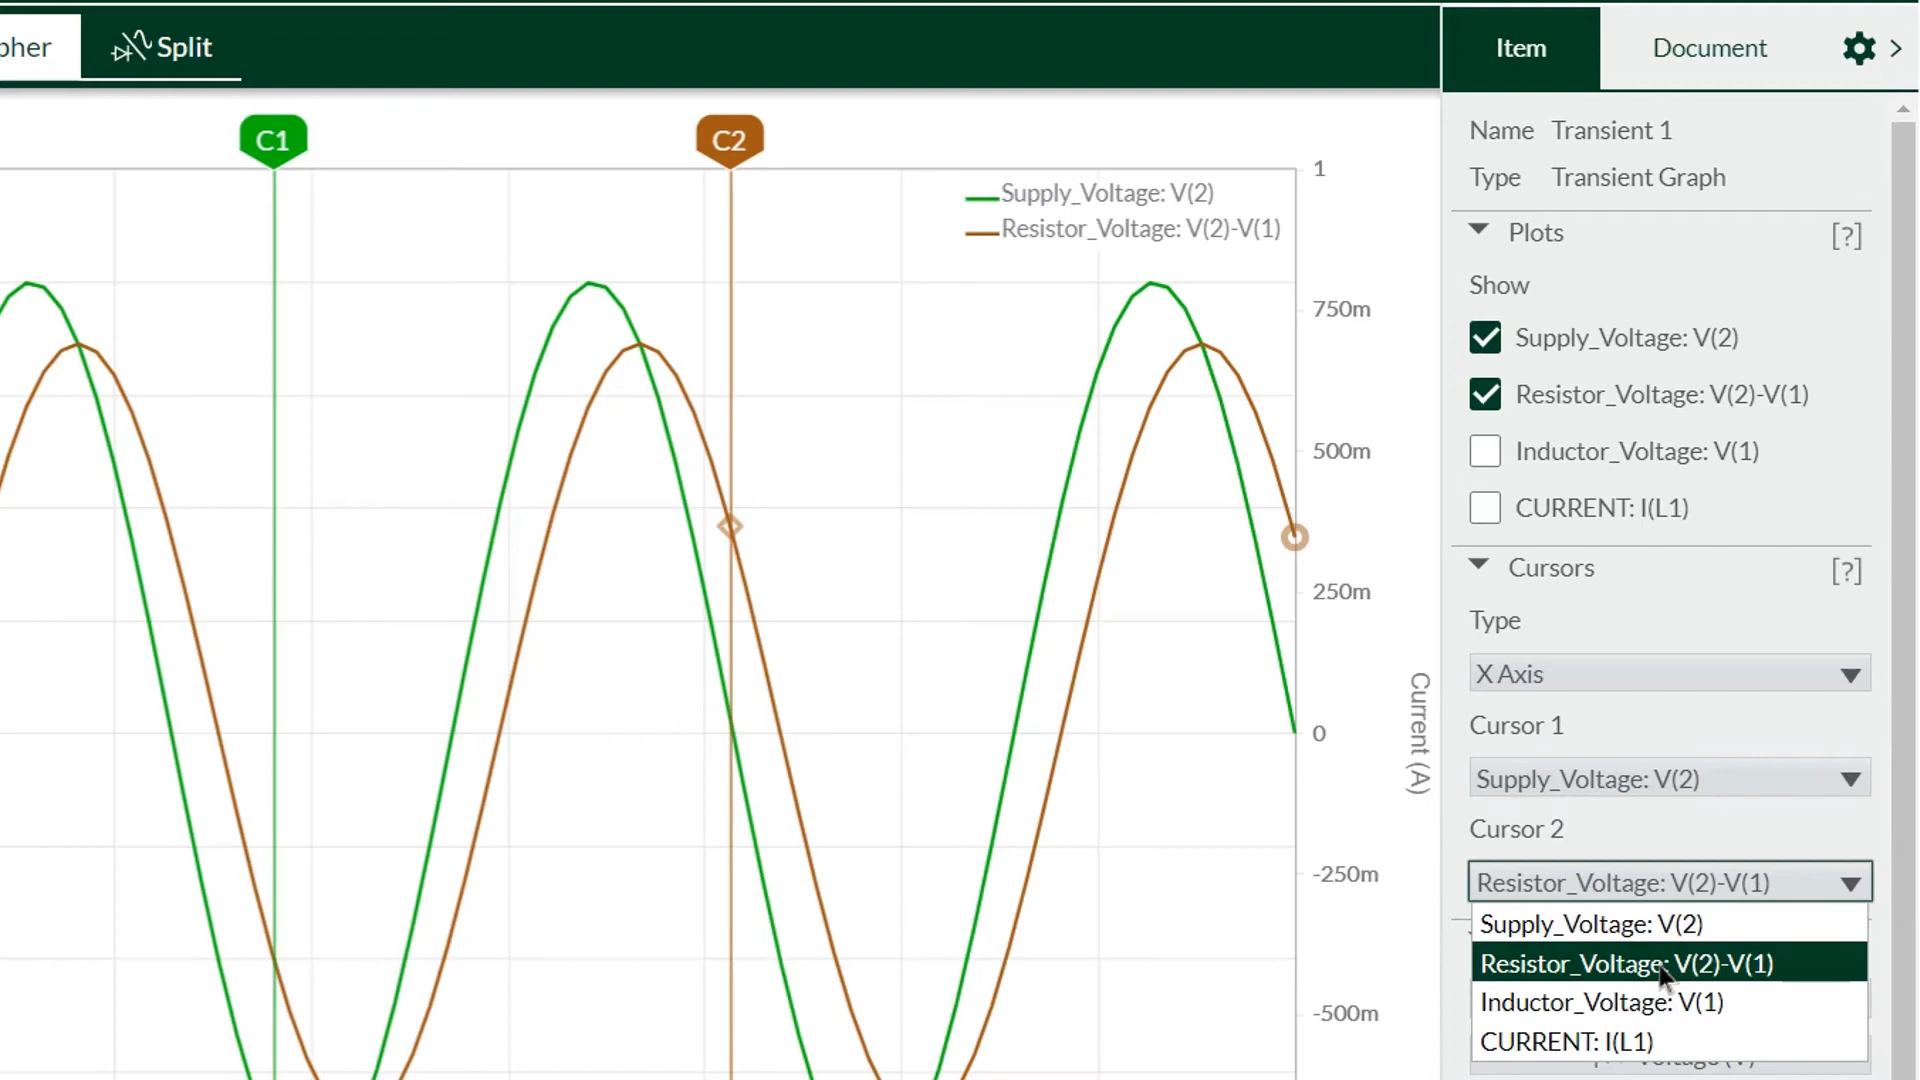 pher
Split
Item
Document
C1
C2
Supply_Voltage: V(2)
Resistor_Voltage: V(2)-V(1)
1
750m
500m
250m
0
-250m
-500m
Current (A)
Name Transient 1
Type Transient Graph
Plots [?]
Show
Supply_Voltage: V(2)
Resistor_Voltage: V(2)-V(1)
Inductor_Voltage: V(1)
CURRENT: I(L1)
Cursors [?]
Type
X Axis
Cursor 1
Supply_Voltage: V(2)
Cursor 2
Resistor_Voltage: V(2)-V(1)
Supply_Voltage: V(2)
Resistor_Voltage: V(2)-V(1)
Inductor_Voltage: V(1)
CURRENT: I(L1)